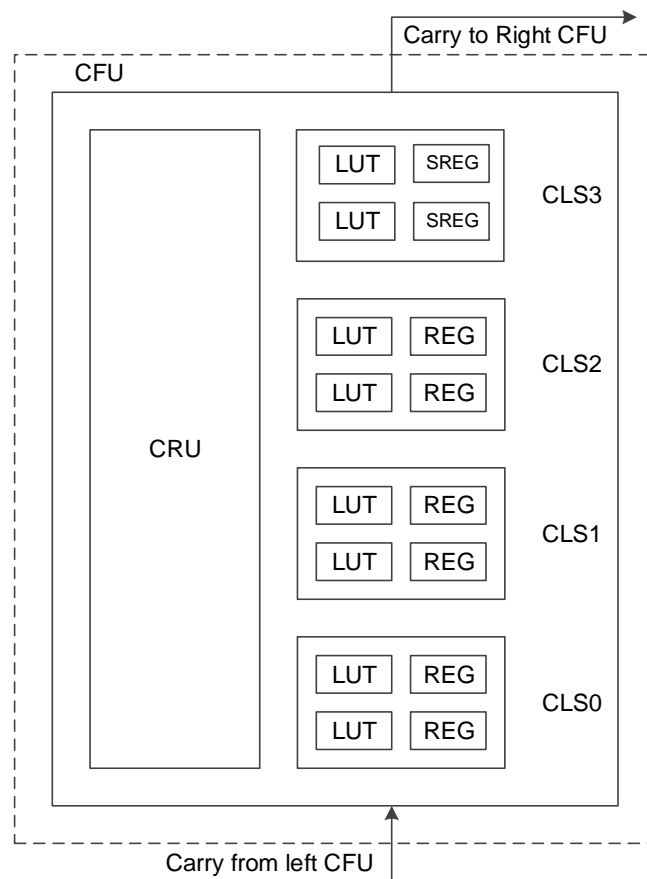 Carry to Right CFU
CFU
LUT SREG
CLS3
LUT SREG
LUT REG
CLS2
LUT REG
CRU
LUT REG
CLS1
LUT REG
LUT REG
CLS0
LUT REG
Carry from left CFU